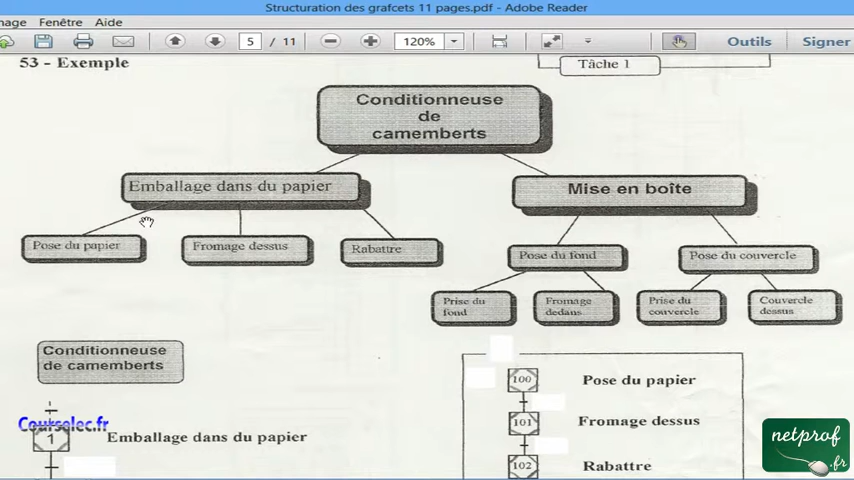 Structuration des grafcets 11 pages.pdf - Adobe Reader
nage Fenêtre Aide
5 / 11 120% Outils Signer
53 - Exemple
Tâche 1
Conditionneuse
de
camemberts
Emballage dans du papier
Mise en boîte
Pose du papier
Fromage dessus
Rabattre
Pose du fond
Pose du couvercle
Prise du
fond
Fromage
dedans
Prise du
couvercle
Couvercle
dessus
Conditionneuse
de camemberts
1 Emballage dans du papier
100 Pose du papier
101 Fromage dessus
102 Rabattre
Courselec.fr
netprof
.fr